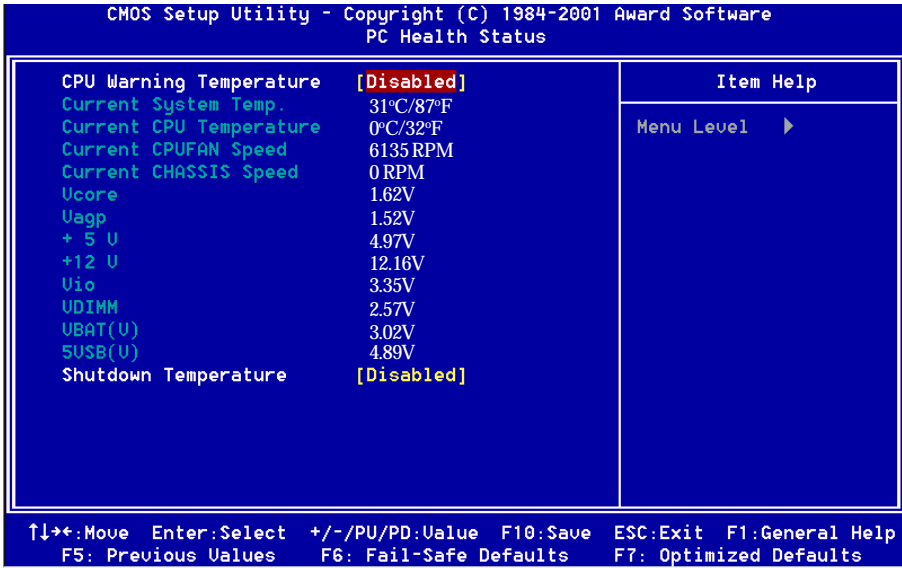 CMOS Setup Utility - Copyright (C) 1984-2001 Award Software
PC Health Status
CPU Warning Temperature [Disabled]
Current System Temp. 31°C/87°F
Current CPU Temperature 0°C/32°F
Current CPUFAN Speed 6135 RPM
Current CHASSIS Speed 0 RPM
Vcore 1.62V
Vagp 1.52V
+ 5 V 4.97V
+12 V 12.16V
Vio 3.35V
VDIMM 2.57V
VBAT(V) 3.02V
5VSB(V) 4.89V
Shutdown Temperature [Disabled]
Item Help
Menu Level ▶
↑↓→←:Move Enter:Select +/-/PU/PD:Value F10:Save ESC:Exit F1:General Help
F5: Previous Values F6: Fail-Safe Defaults F7: Optimized Defaults